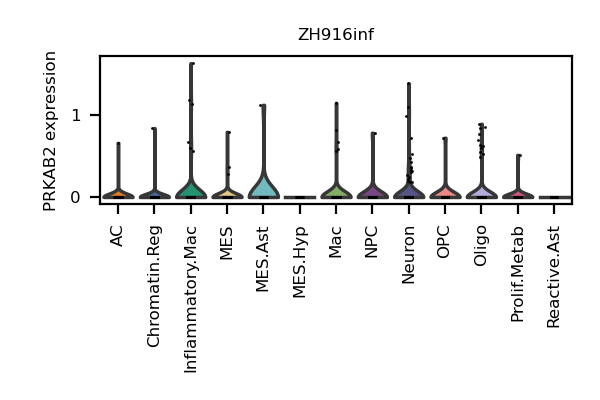 ZH916inf
PRKAB2 expression
1
0
AC
Chromatin.Reg
Inflammatory.Mac
MES
MES.Ast
MES.Hyp
Mac
NPC
Neuron
OPC
Oligo
Prolif.Metab
Reactive.Ast